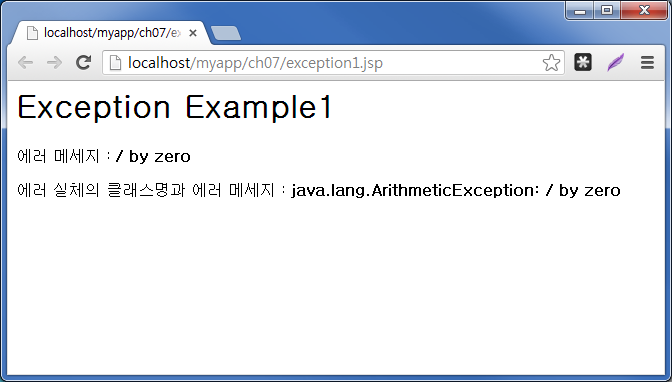 localhost/myapp/ch07/ex
localhost/myapp/ch07/exception1.jsp
Exception Example1
에러 메세지 : / by zero
에러 실체의 클래스명과 에러 메세지 : java.lang.ArithmeticException: / by zero